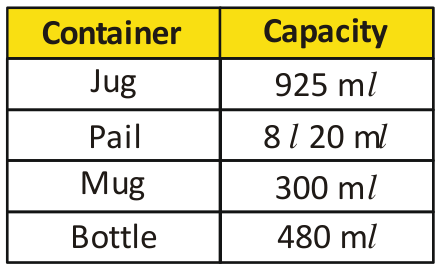 Container Capacity
Jug 925 ml
Pail 8 l 20 ml
Mug 300 ml
Bottle 480 ml